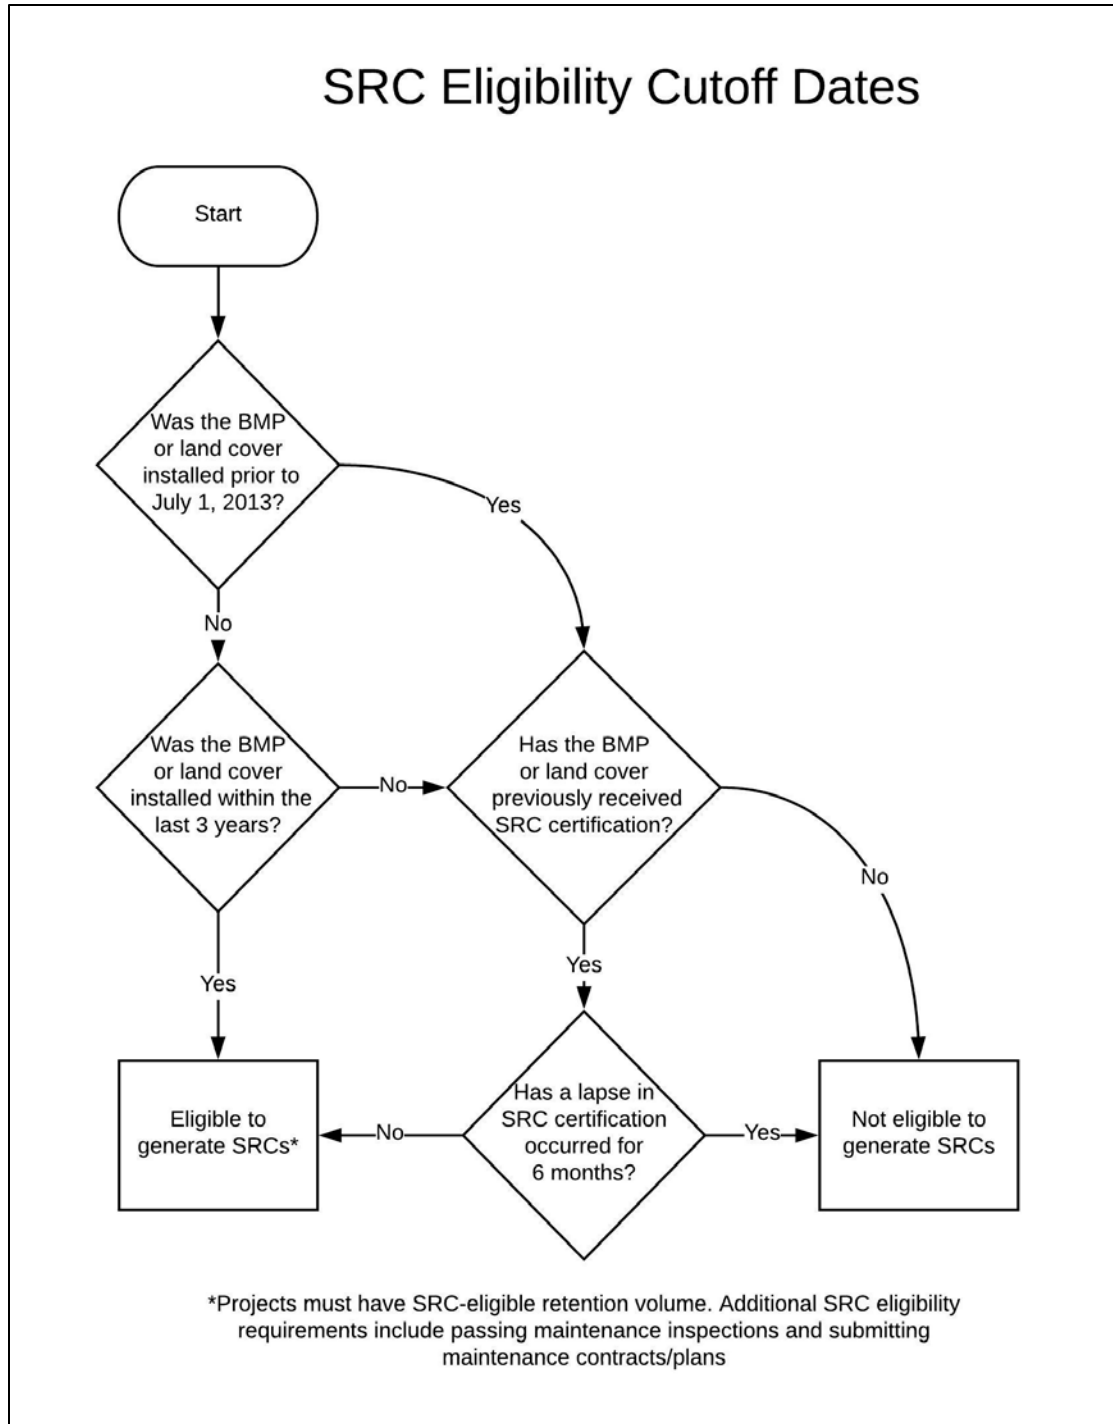 SRC Eligibility Cutoff Dates
Start
Was the BMP
or land cover
installed prior to
July 1, 2013?
Yes
No
Was the BMP
or land cover
installed within the
last 3 years?
No
Has the BMP
or land cover
previously received
SRC certification?
No
Yes
Yes
Eligible to
generate SRCs*
No
Has a lapse in
SRC certification
occurred for
6 months?
Yes
Not eligible to
generate SRCs
*Projects must have SRC-eligible retention volume. Additional SRC eligibility
requirements include passing maintenance inspections and submitting
maintenance contracts/plans